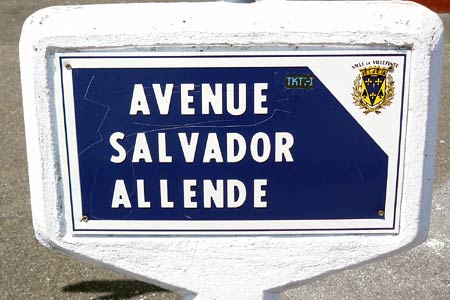 VILLE DE VILLEPINTE
TKT:-)
AVENUE
SALVADOR
ALLENDE